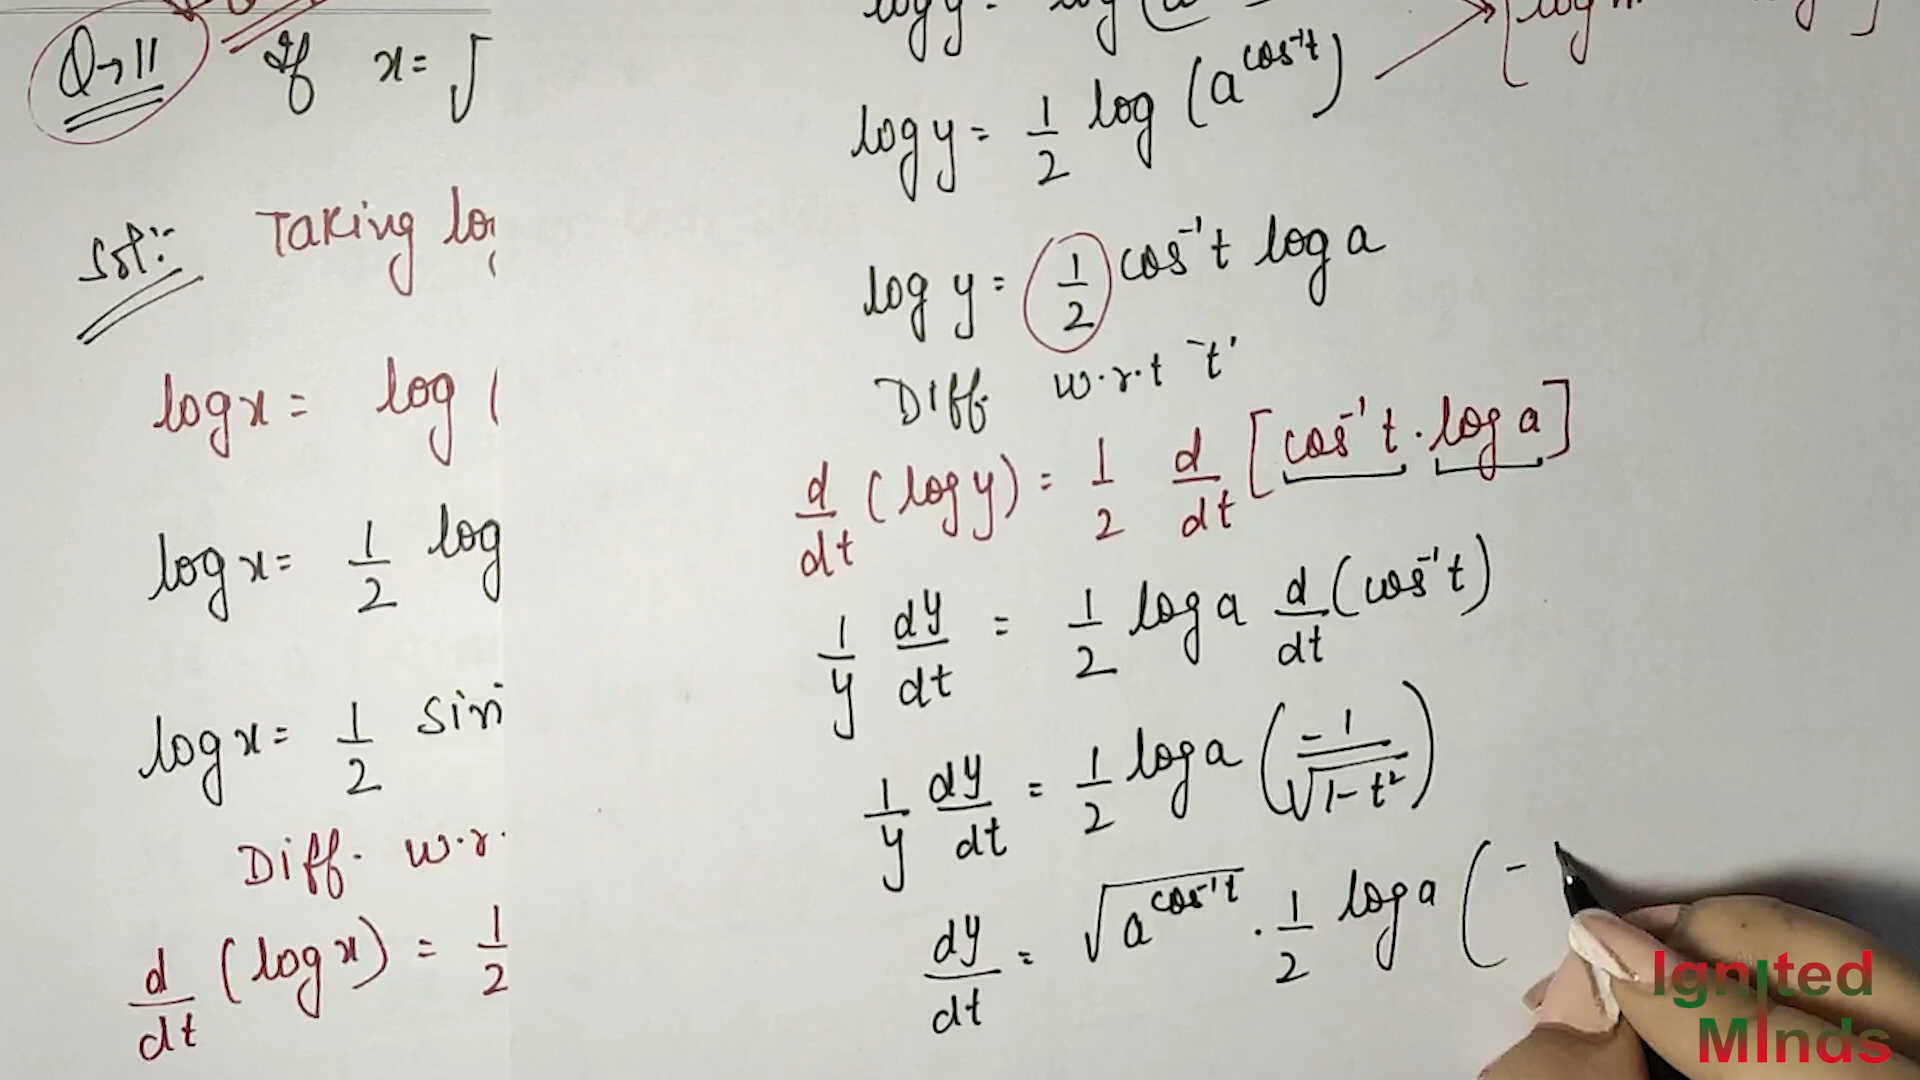 Q→11 If x = √
Sol:-
Taking lo
log x = log (
log x = 1/2 log
log x = 1/2 sin
Diff. w.r.
d/dt (log x) = 1/2
log y = 1/2 log (a^cos⁻¹t)
log y = 1/2 cos⁻¹t log a
Diff. w.r.t 't'
d/dt (log y) = 1/2 d/dt [cos⁻¹t . log a]
1/y dy/dt = 1/2 log a d/dt (cos⁻¹t)
1/y dy/dt = 1/2 log a (-1/√1-t²)
dy/dt = √a^cos⁻¹t . 1/2 log a ( -
Ignited
Minds